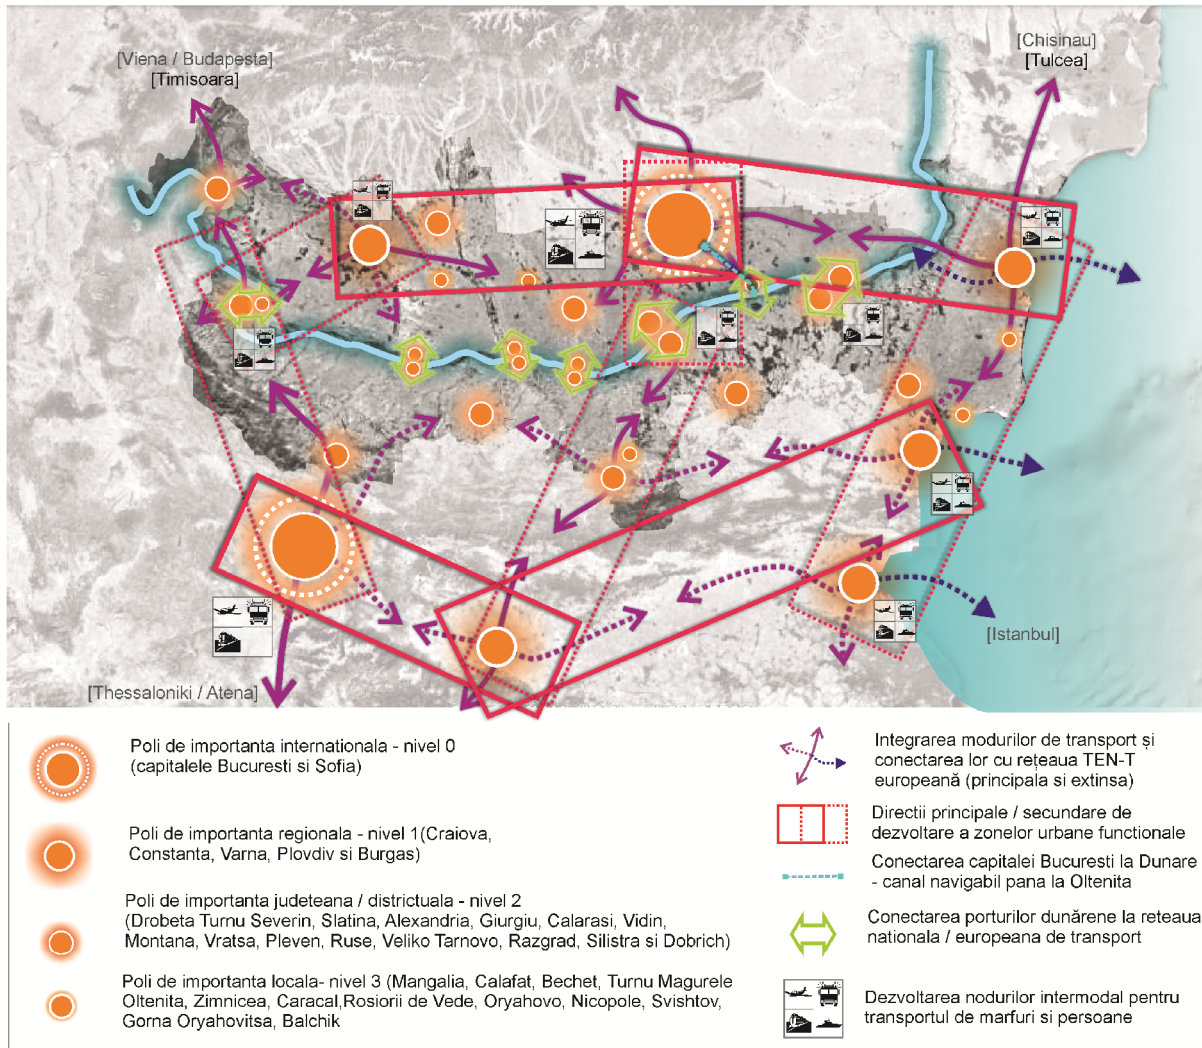 [Viena / Budapesta]
[Timisoara]
[Chisinau]
[Tulcea]
[Istanbul]
[Thessaloniki / Atena]
Poli de importanta internationala - nivel 0
(capitalele Bucuresti si Sofia)
Poli de importanta regionala - nivel 1(Craiova,
Constanta, Varna, Plovdiv si Burgas)
Poli de importanta judeteana / districtuala - nivel 2
(Drobeta Turnu Severin, Slatina, Alexandria, Giurgiu, Calarasi, Vidin,
Montana, Vratsa, Pleven, Ruse, Veliko Tarnovo, Razgrad, Silistra si Dobrich)
Poli de importanta locala- nivel 3 (Mangalia, Calafat, Bechet, Turnu Magurele
Oltenita, Zimnicea, Caracal,Rosiorii de Vede, Oryahovo, Nicopole, Svishtov,
Gorna Oryahovitsa, Balchik
Integrarea modurilor de transport și
conectarea lor cu rețeaua TEN-T
europeană (principala si extinsa)
Directii principale / secundare de
dezvoltare a zonelor urbane functionale
Conectarea capitalei Bucuresti la Dunare
- canal navigabil pana la Oltenita
Conectarea porturilor dunărene la reteaua
nationala / europeana de transport
Dezvoltarea nodurilor intermodal pentru
transportul de marfuri si persoane